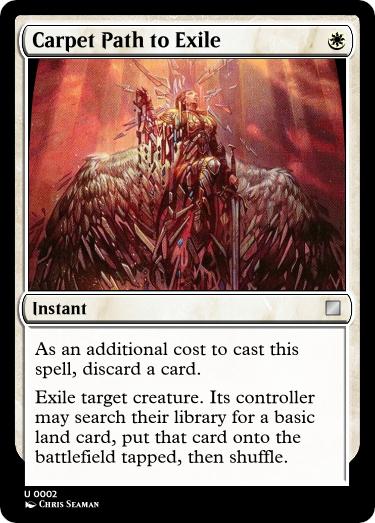 Carpet Path to Exile
Instant
As an additional cost to cast this
spell, discard a card.
Exile target creature. Its controller
may search their library for a basic
land card, put that card onto the
battlefield tapped, then shuffle.
U 0002
Chris Seaman